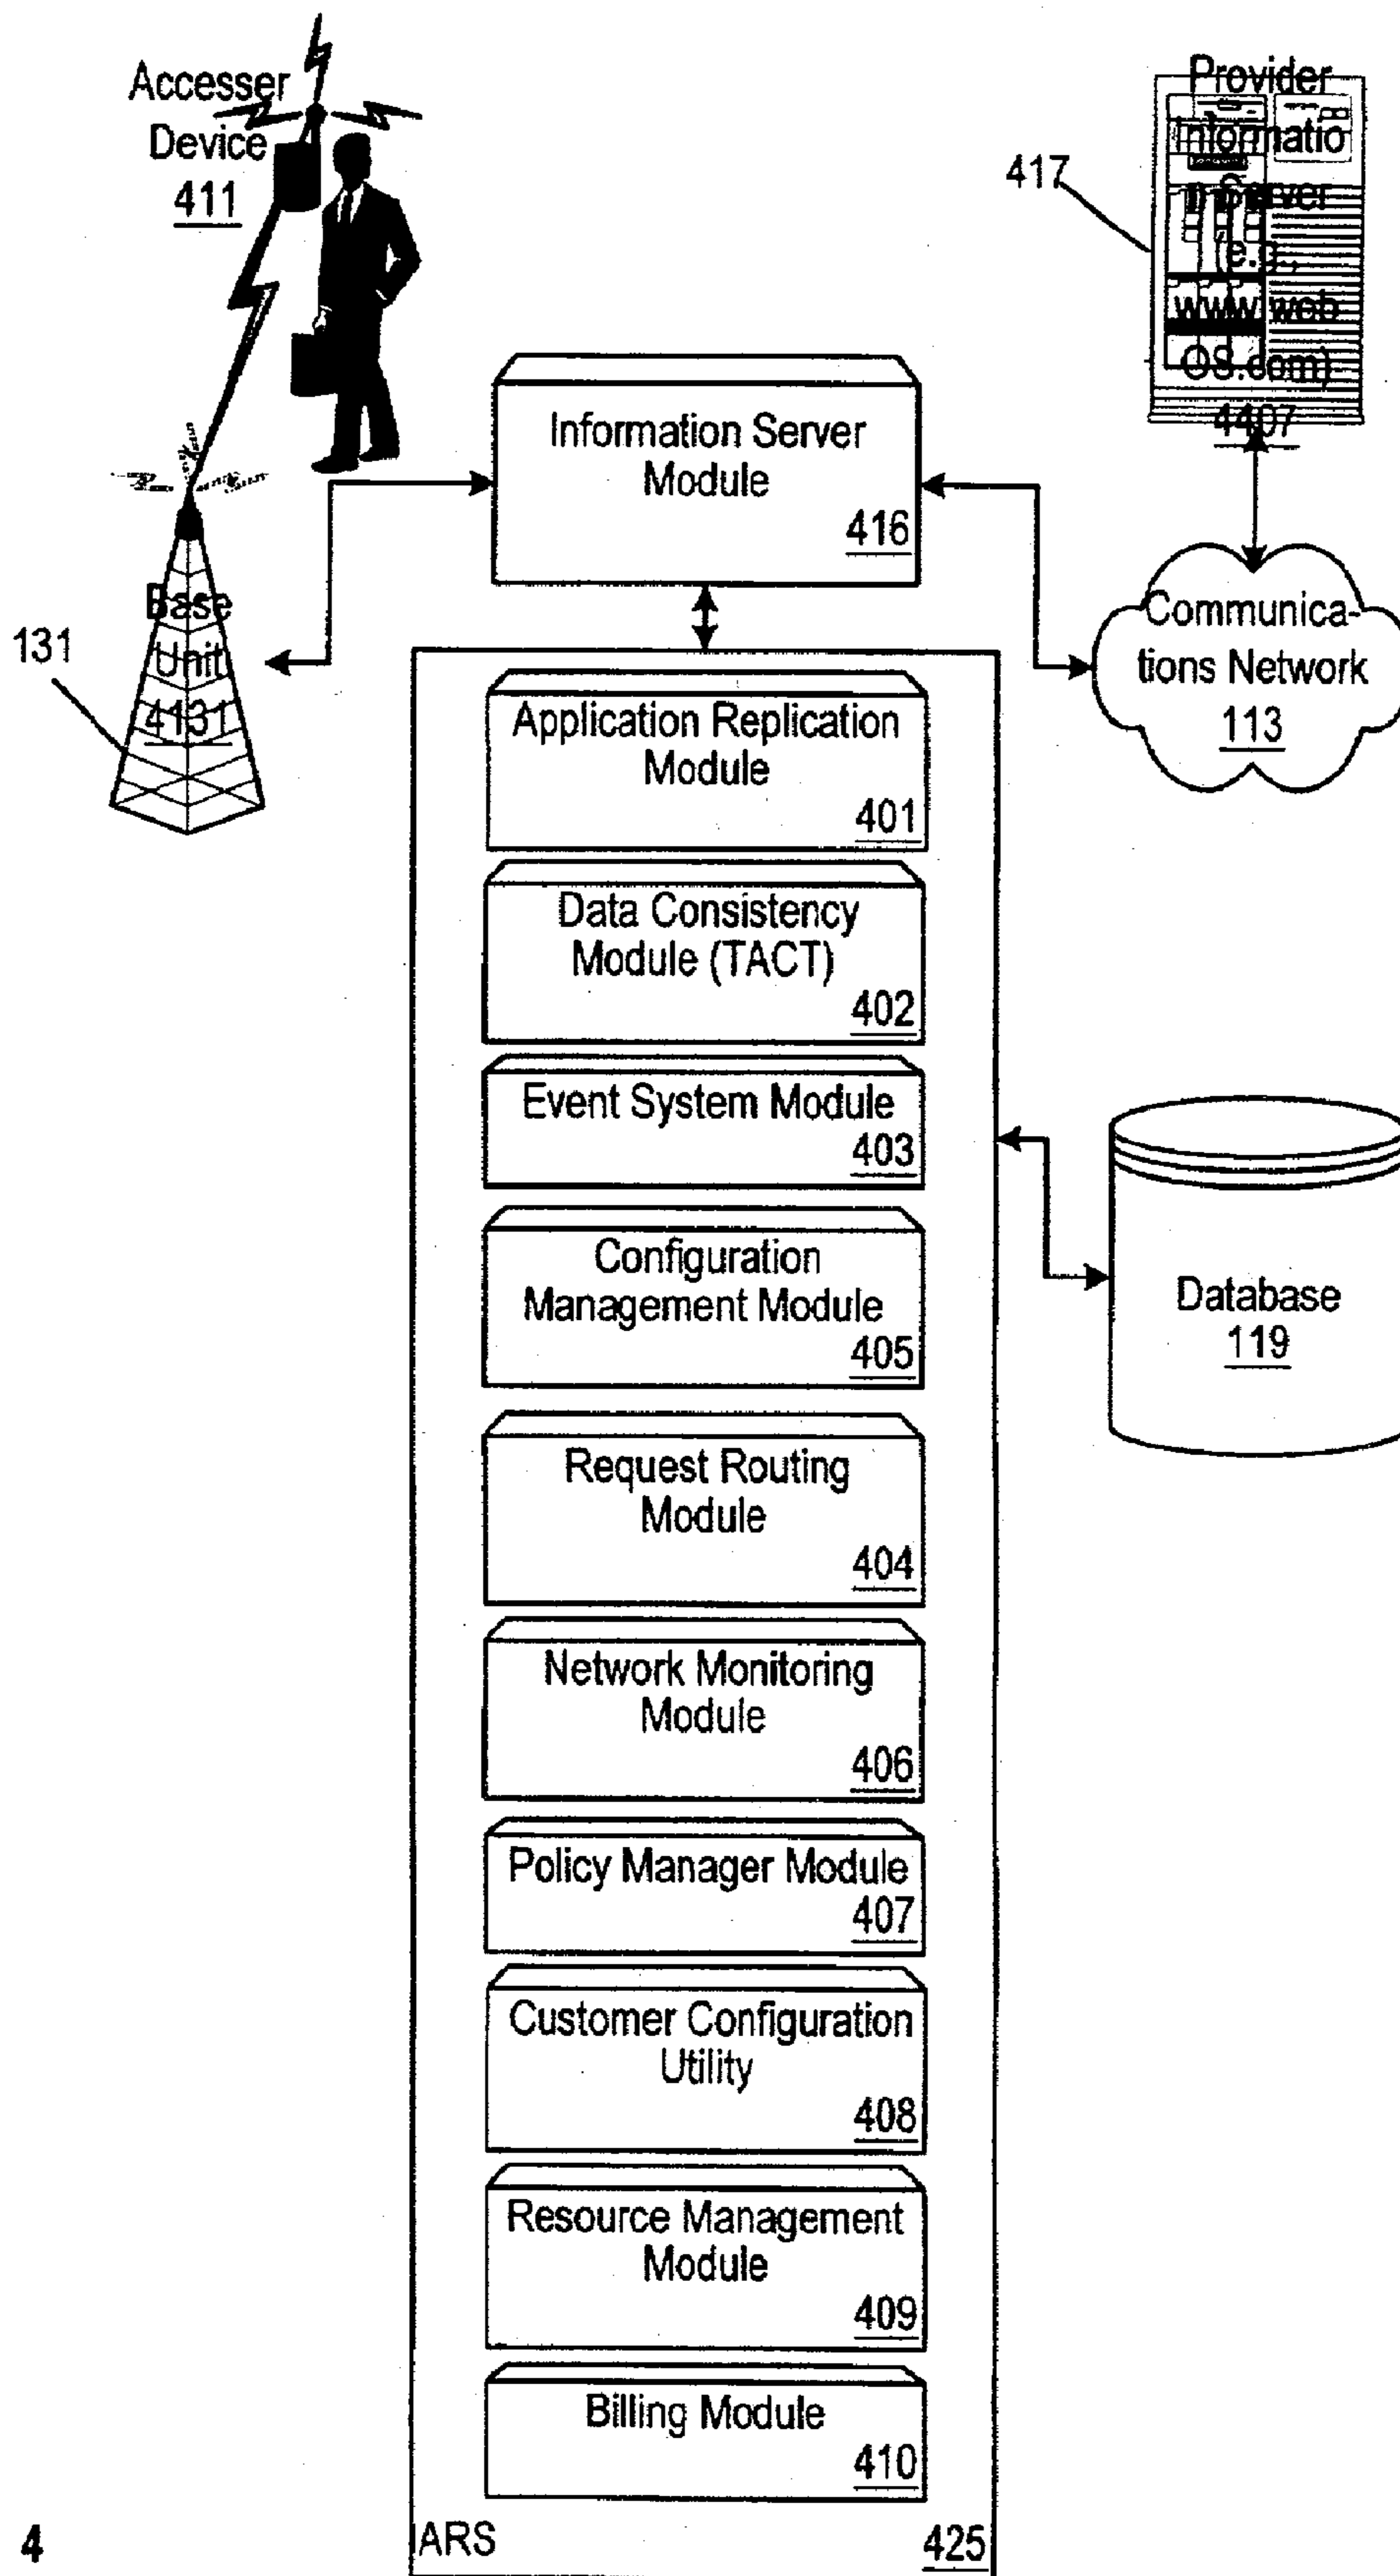 Accesser
Device
411
Provider
Informatio
n Server
(e.g.,
www.web
OS.com)
4407
417
Information Server
Module
416
Base
Unit
4131
131
Communica-
tions Network
113
Application Replication
Module
401
Data Consistency
Module (TACT)
402
Event System Module
403
Configuration
Management Module
405
Database
119
Request Routing
Module
404
Network Monitoring
Module
406
Policy Manager Module
407
Customer Configuration
Utility
408
Resource Management
Module
409
Billing Module
410
ARS
425
4